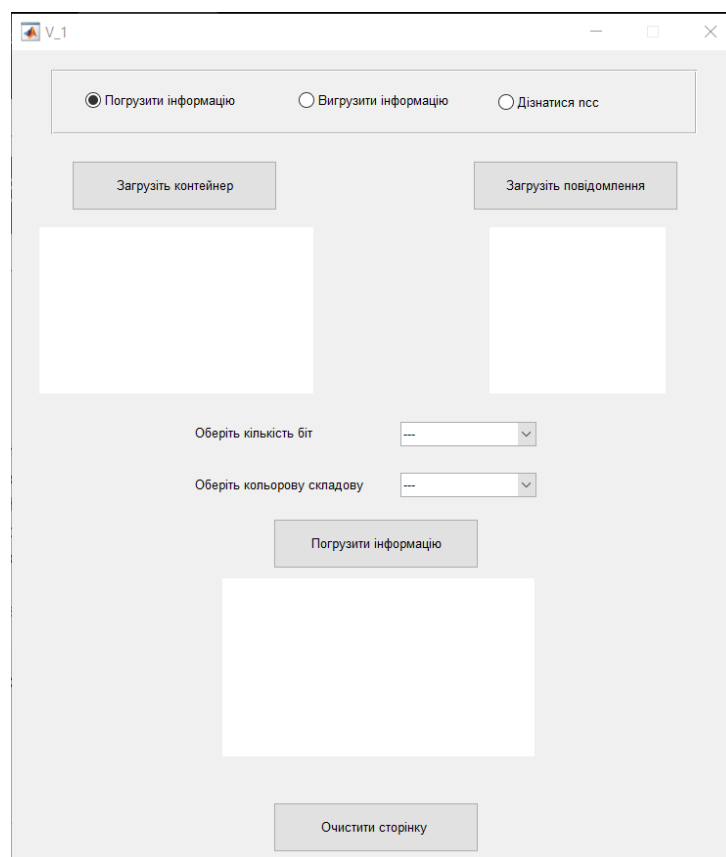 V_1
Погрузити інформацію
Вигрузити інформацію
Дізнатися псс
Загрузіть контейнер
Загрузіть повідомлення
Оберіть кількість біт
---
Оберіть кольорову складову
---
Погрузити інформацію
Очистити сторінку